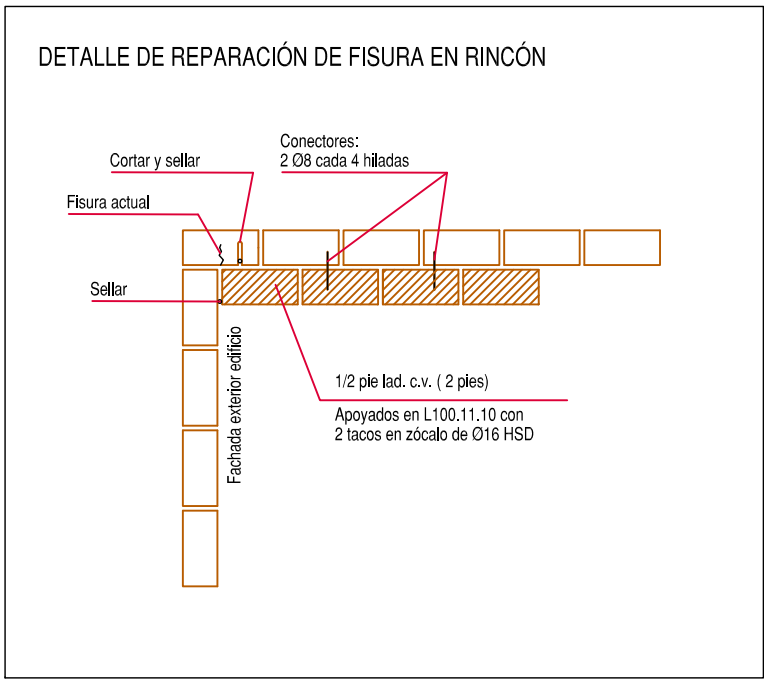 DETALLE DE REPARACIÓN DE FISURA EN RINCÓN
Conectores:
2 Ø8 cada 4 hiladas
Cortar y sellar
Fisura actual
Sellar
Fachada exterior edificio
1/2 pie lad. c.v. ( 2 pies)
Apoyados en L100.11.10 con
2 tacos en zócalo de Ø16 HSD